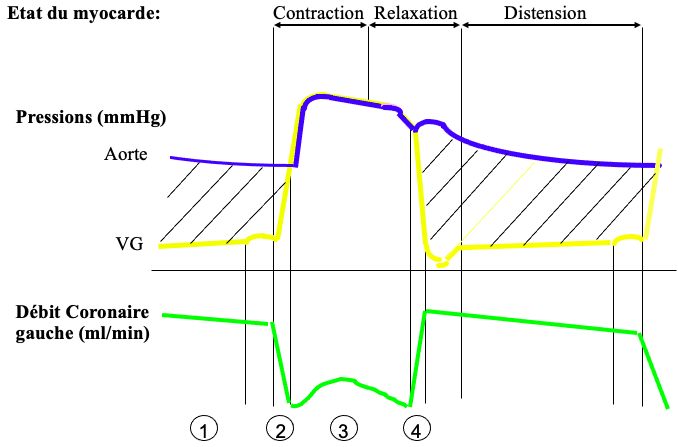 Etat du myocarde:
Contraction
Relaxation
Distension
Pressions (mmHg)
Aorte
VG
Débit Coronaire
gauche (ml/min)
1
2
3
4